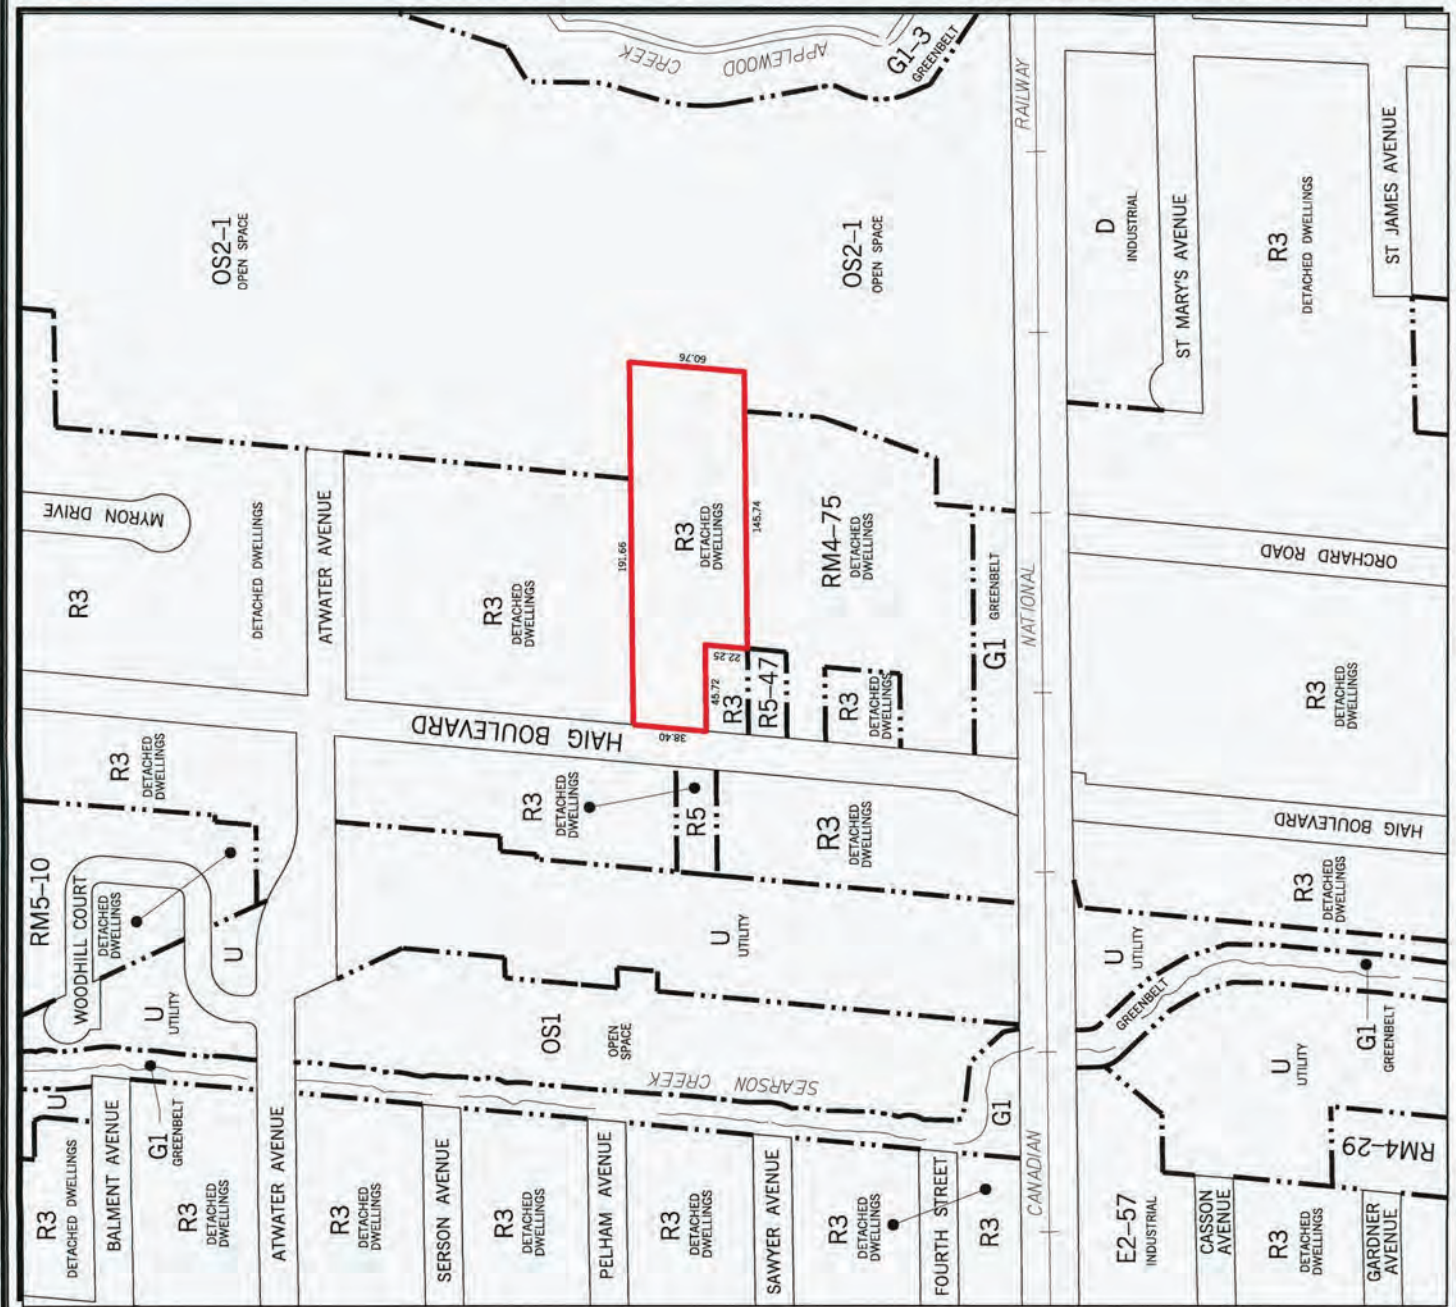 G1-3
GREENBELT
APPLEWOOD
CREEK
RAILWAY
OS2-1
OPEN SPACE
OS2-1
OPEN SPACE
D
INDUSTRIAL
ST MARY'S AVENUE
R3
DETACHED DWELLINGS
ST JAMES AVENUE
60.76
MYRON DRIVE
R3
DETACHED DWELLINGS
ATWATER AVENUE
R3
DETACHED
DWELLINGS
191.66
R3
DETACHED
DWELLINGS
145.74
RM4-75
DETACHED
DWELLINGS
G1
GREENBELT
NATIONAL
ORCHARD ROAD
R3
DETACHED
DWELLINGS
22.25
45.72
38.40
R3
R5-47
R3
DETACHED
DWELLINGS
HAIG BOULEVARD
R3
DETACHED
DWELLINGS
R3
DETACHED
DWELLINGS
R5
R3
DETACHED
DWELLINGS
HAIG BOULEVARD
RM5-10
WOODHILL COURT
DETACHED
DWELLINGS
U
U
UTILITY
U
UTILITY
R3
DETACHED
DWELLINGS
U
UTILITY
GREENBELT
G1
GREENBELT
OS1
OPEN
SPACE
SEARSON CREEK
U
G1
GREENBELT
G1
U
UTILITY
RM4-29
R3
DETACHED DWELLINGS
BALMENT AVENUE
R3
DETACHED
DWELLINGS
ATWATER AVENUE
R3
DETACHED
DWELLINGS
SERSON AVENUE
R3
DETACHED
DWELLINGS
PELHAM AVENUE
R3
DETACHED
DWELLINGS
SAWYER AVENUE
R3
DETACHED
DWELLINGS
FOURTH STREET
R3
CANADIAN
E2-57
INDUSTRIAL
CASSON
AVENUE
R3
DETACHED
DWELLINGS
GARDNER
AVENUE